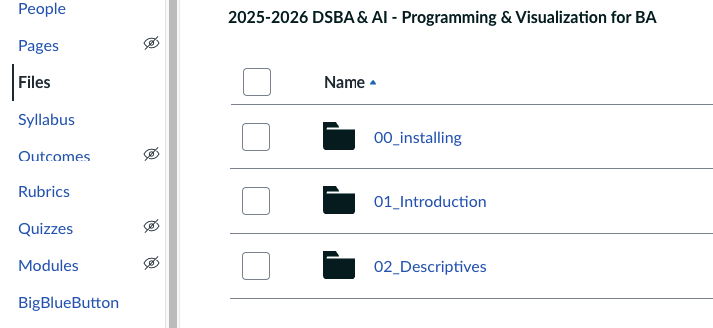 People
Pages
Files
Syllabus
Outcomes
Rubrics
Quizzes
Modules
BigBlueButton
2025-2026 DSBA & AI - Programming & Visualization for BA
Name
00_installing
01_Introduction
02_Descriptives